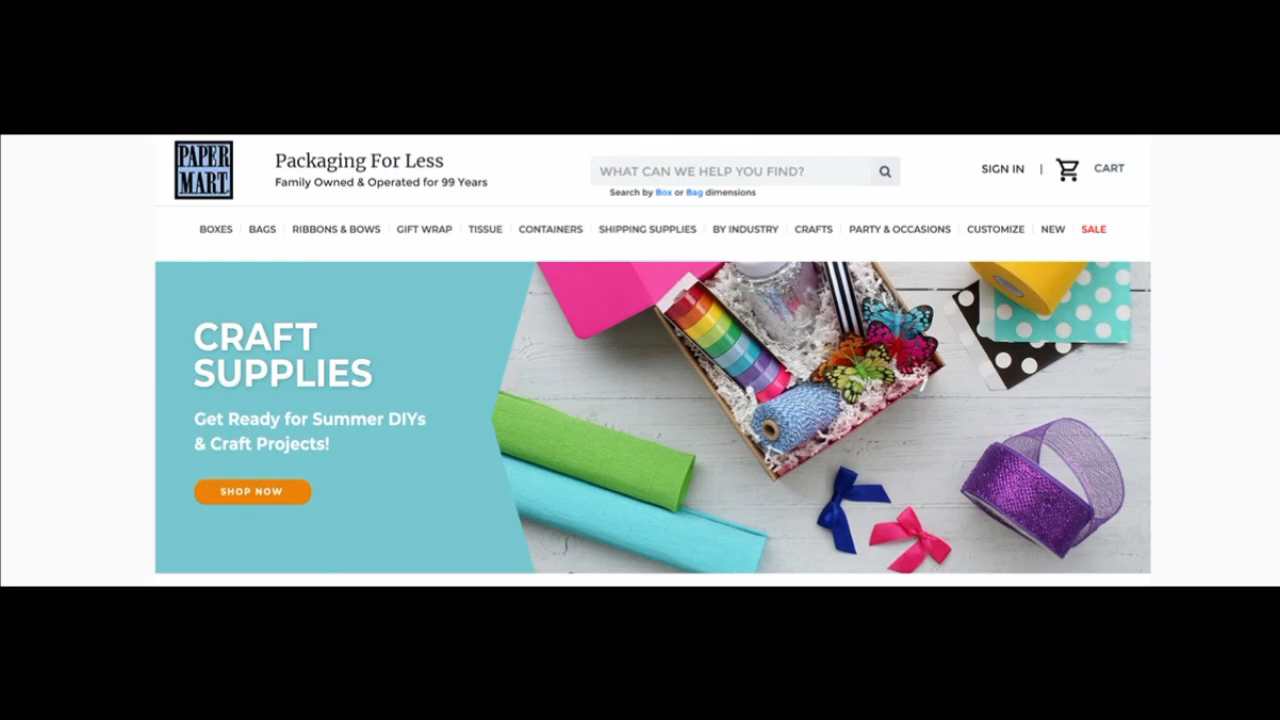 PAPER
MART
Packaging For Less
Family Owned & Operated for 99 Years
WHAT CAN WE HELP YOU FIND?
Search by Box or Bag dimensions
SIGN IN | CART
BOXES BAGS RIBBONS & BOWS GIFT WRAP TISSUE CONTAINERS SHIPPING SUPPLIES BY INDUSTRY CRAFTS PARTY & OCCASIONS CUSTOMIZE NEW SALE
CRAFT
SUPPLIES
Get Ready for Summer DIYs
& Craft Projects!
SHOP NOW